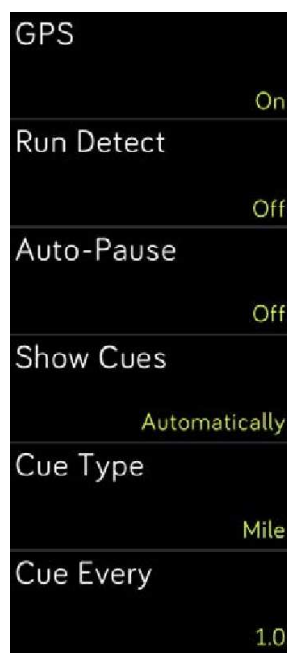 GPS
On
Run Detect
Off
Auto-Pause
Off
Show Cues
Automatically
Cue Type
Mile
Cue Every
1.0